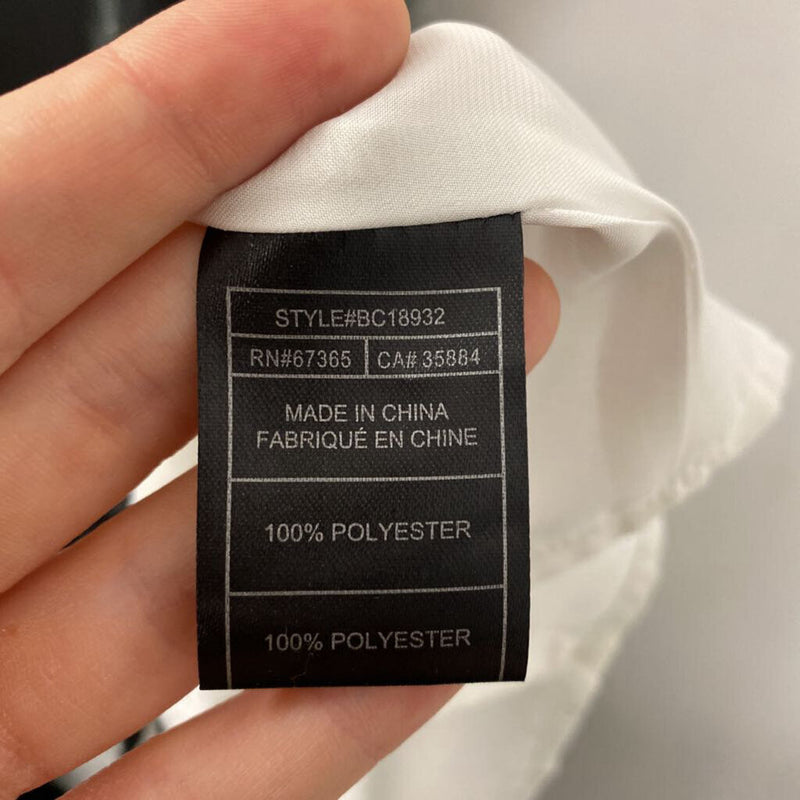 STYLE#BC18932
RN#67365 CA# 35884
MADE IN CHINA
FABRIQUÉ EN CHINE
100% POLYESTER
100% POLYESTER